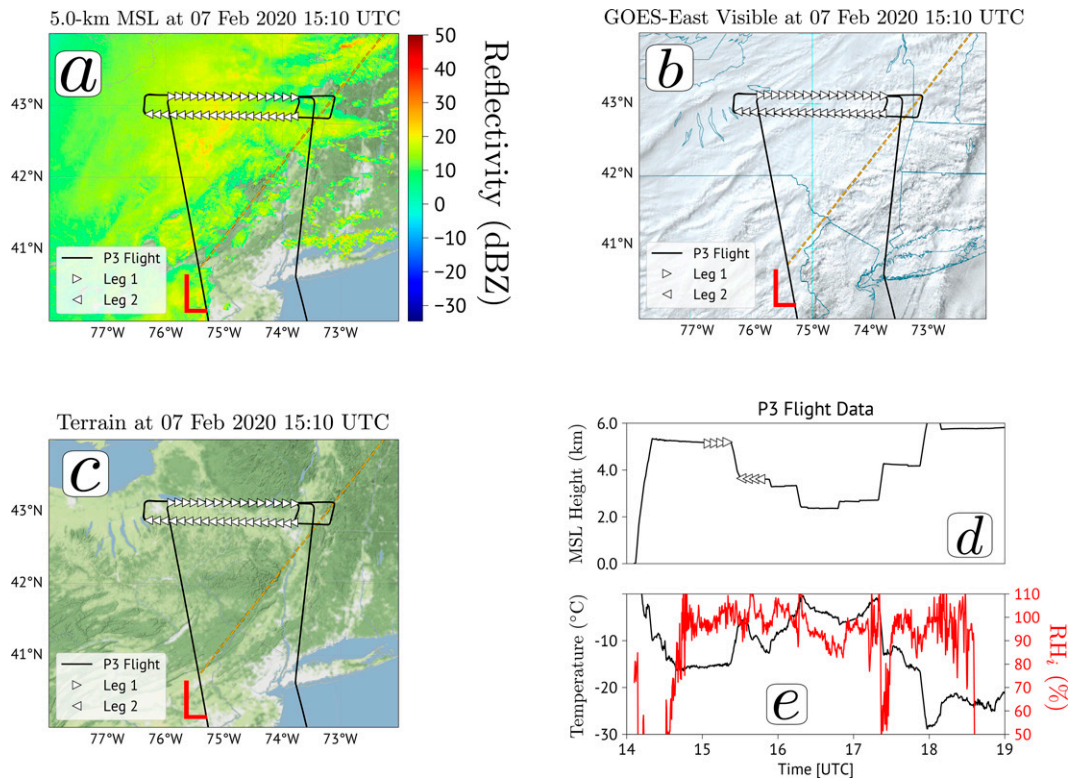 5.0-km MSL at 07 Feb 2020 15:10 UTC
a
43°N
42°N
41°N
P3 Flight
Leg 1
Leg 2
L
77°W 76°W 75°W 74°W 73°W
50
40
30
20
10
0
−10
−20
−30
Reflectivity (dBZ)
GOES-East Visible at 07 Feb 2020 15:10 UTC
b
43°N
42°N
41°N
P3 Flight
Leg 1
Leg 2
L
77°W 76°W 75°W 74°W 73°W
Terrain at 07 Feb 2020 15:10 UTC
c
43°N
42°N
41°N
P3 Flight
Leg 1
Leg 2
L
77°W 76°W 75°W 74°W 73°W
P3 Flight Data
MSL Height (km)
6.0
4.0
2.0
0.0
d
Temperature (°C)
-10
-20
-30
e
110
100
90
80
70
60
50
RHi (%)
14 15 16 17 18 19
Time [UTC]